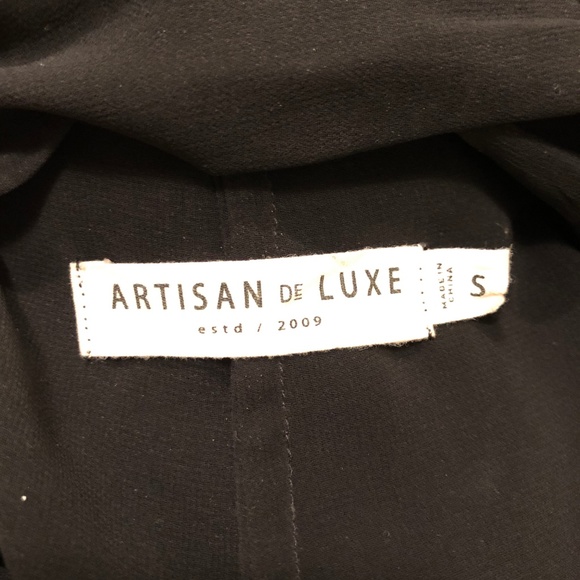 ARTISAN DE LUXE
estd / 2009
MADE IN
CHINA
S